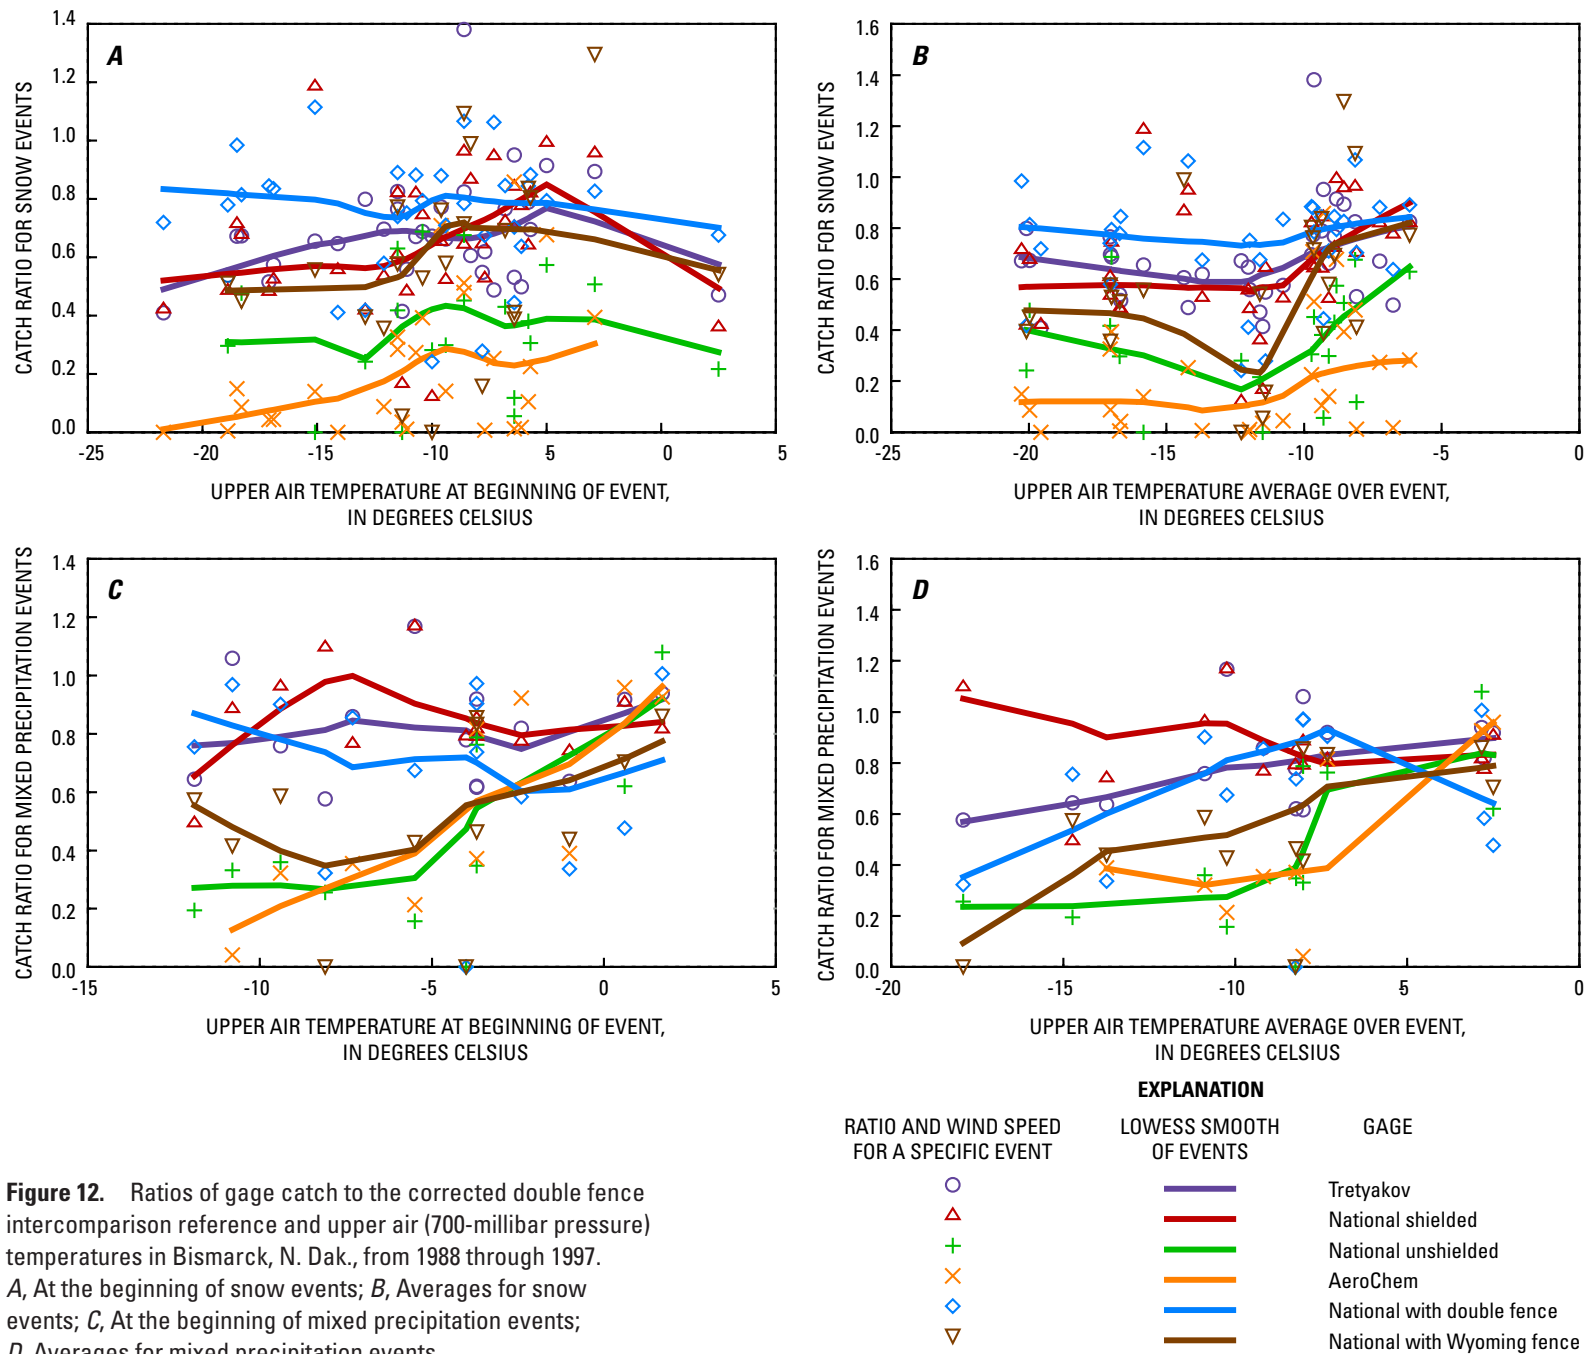 A
CATCH RATIO FOR SNOW EVENTS
1.4
1.2
1.0
0.8
0.6
0.4
0.2
0.0
-25 -20 -15 -10 -5 0 5
UPPER AIR TEMPERATURE AT BEGINNING OF EVENT,
IN DEGREES CELSIUS
B
CATCH RATIO FOR SNOW EVENTS
1.6
1.4
1.2
1.0
0.8
0.6
0.4
0.2
0.0
-25 -20 -15 -10 -5 0
UPPER AIR TEMPERATURE AVERAGE OVER EVENT,
IN DEGREES CELSIUS
C
CATCH RATIO FOR MIXED PRECIPITATION EVENTS
1.4
1.2
1.0
0.8
0.6
0.4
0.2
0.0
-15 -10 -5 0 5
UPPER AIR TEMPERATURE AT BEGINNING OF EVENT,
IN DEGREES CELSIUS
D
CATCH RATIO FOR MIXED PRECIPITATION EVENTS
1.6
1.4
1.2
1.0
0.8
0.6
0.4
0.2
0.0
-20 -15 -10 -5 0
UPPER AIR TEMPERATURE AVERAGE OVER EVENT,
IN DEGREES CELSIUS
EXPLANATION
RATIO AND WIND SPEED
FOR A SPECIFIC EVENT
LOWESS SMOOTH
OF EVENTS
GAGE
Tretyakov
National shielded
National unshielded
AeroChem
National with double fence
National with Wyoming fence
Figure 12. Ratios of gage catch to the corrected double fence
intercomparison reference and upper air (700-millibar pressure)
temperatures in Bismarck, N. Dak., from 1988 through 1997.
A, At the beginning of snow events; B, Averages for snow
events; C, At the beginning of mixed precipitation events;
D, Averages for mixed precipitation events